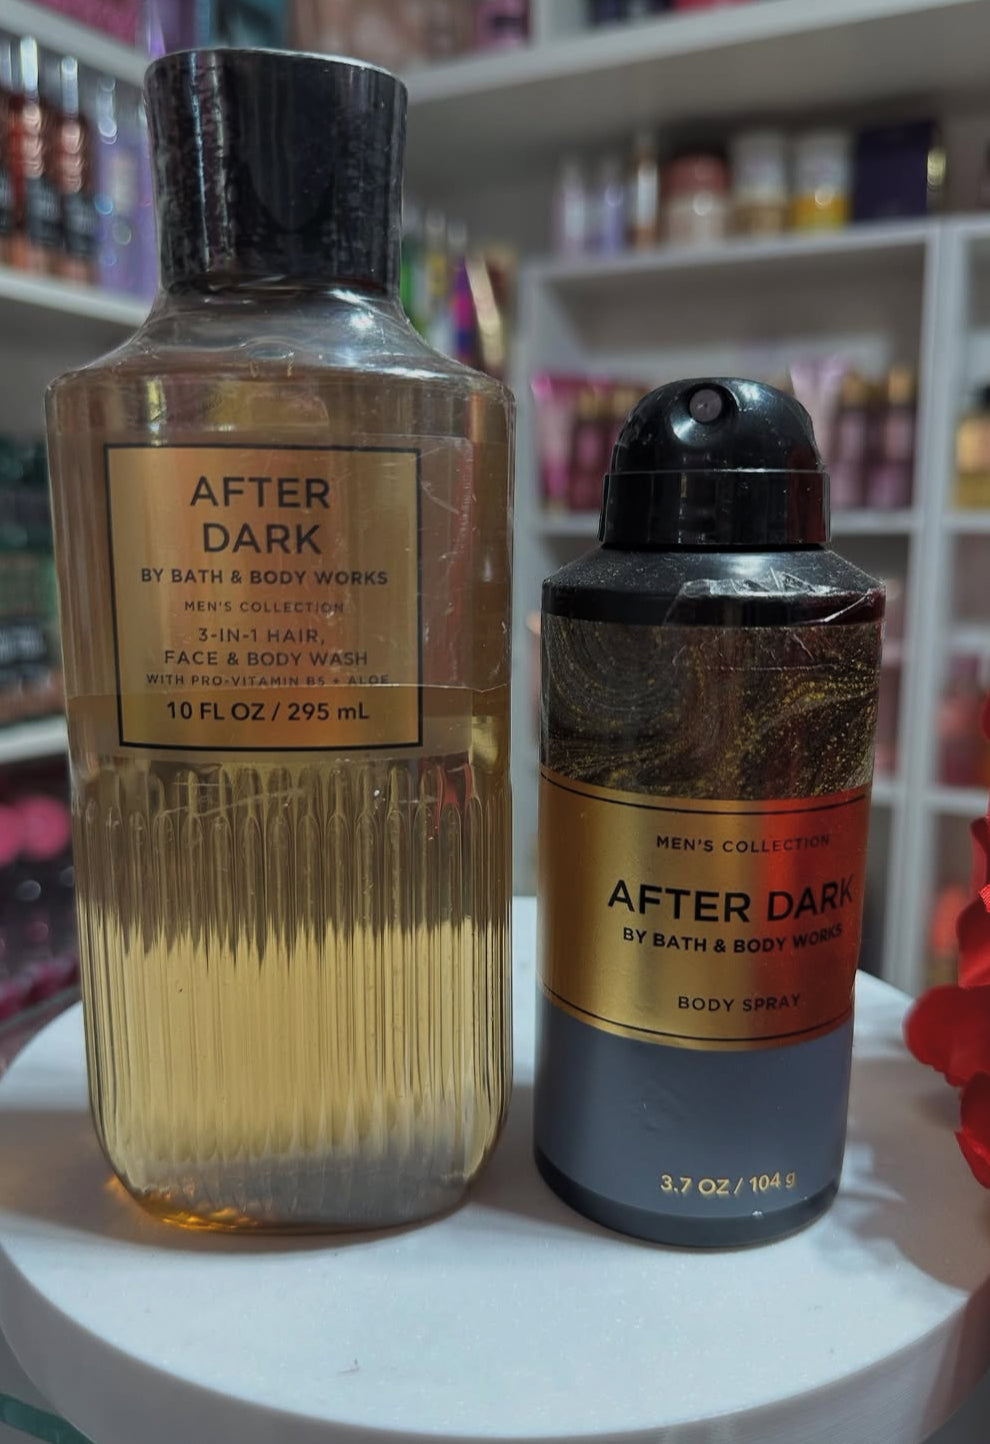 AFTER
DARK
BY BATH & BODY WORKS
MEN'S COLLECTION
3-IN-1 HAIR,
FACE & BODY WASH
WITH PRO-VITAMIN B5 + ALOE
10 FL OZ / 295 mL
MEN'S COLLECTION
AFTER DARK
BY BATH & BODY WORKS
BODY SPRAY
3.7 OZ / 104 g